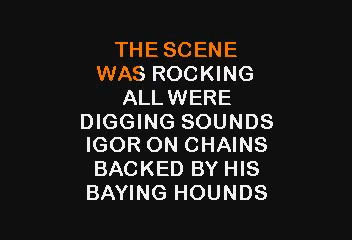 THE SCENE
WAS ROCKING
ALL WERE
DIGGING SOUNDS
IGOR ON CHAINS
BACKED BY HIS
BAYING HOUNDS